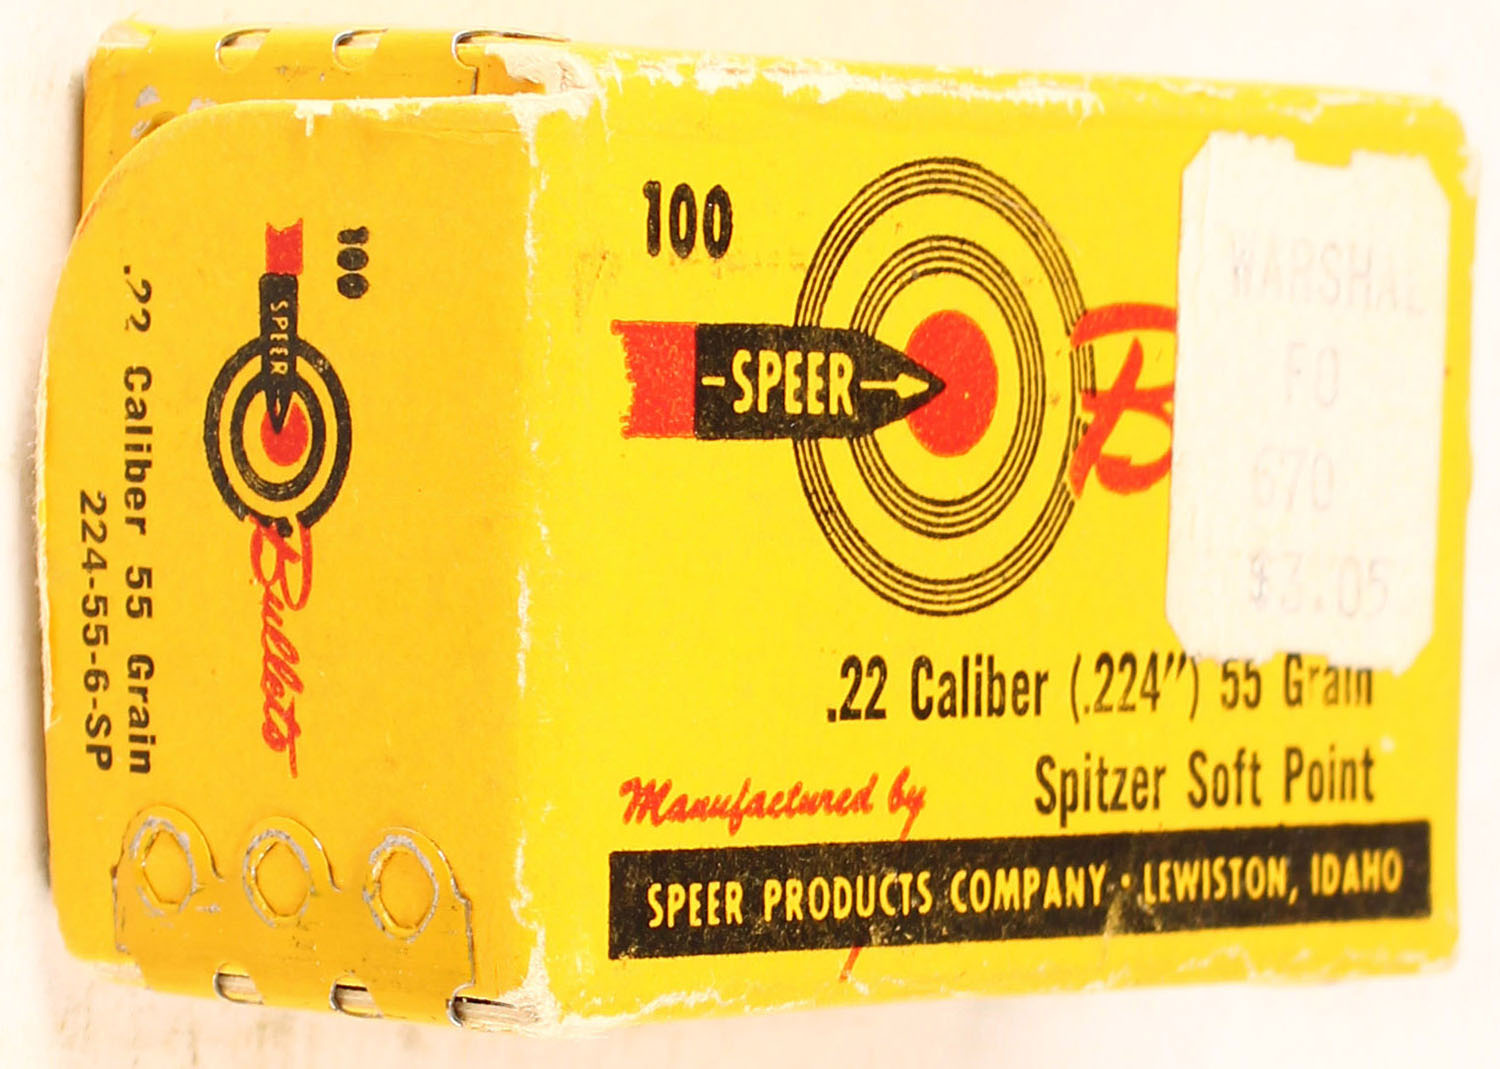 100
SPEER
Bullets
.22 Caliber 55 Grain
224-55-6-SP
100
-SPEER
B
WARSHAL
FO
670
$3.05
.22 Caliber (.224") 55 Grain
Spitzer Soft Point
Manufactured by
SPEER PRODUCTS COMPANY · LEWISTON, IDAHO